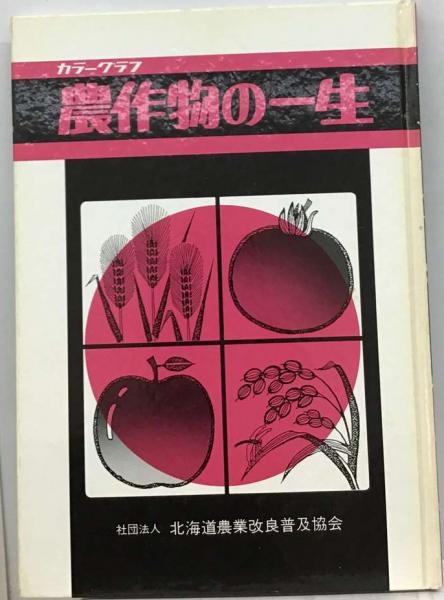 カラーグラフ
農作物の一生
社団法人 北海道農業改良普及協会